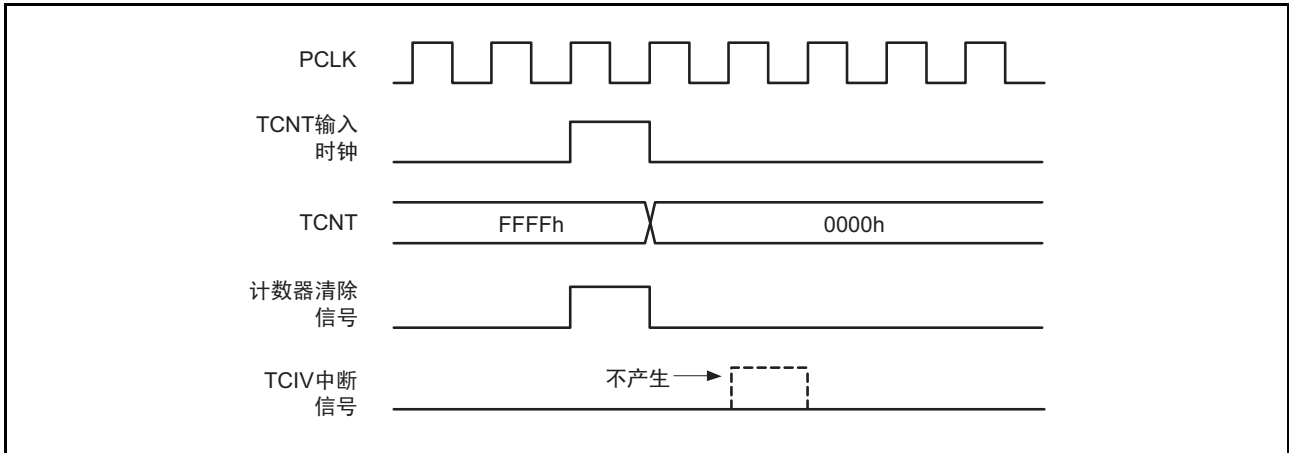 PCLK
TCNT输入
时钟
TCNT
FFFFh
0000h
计数器清除
信号
TCIV中断
信号
不产生